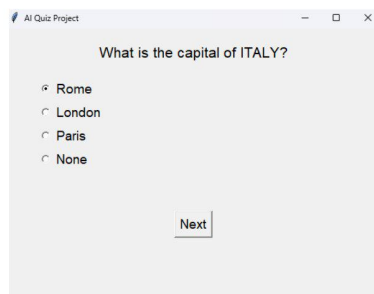 AI Quiz Project
What is the capital of ITALY?
Rome
London
Paris
None
Next